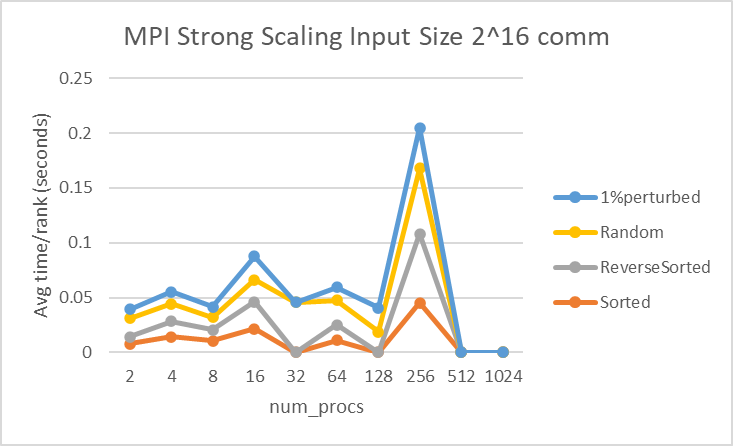 MPI Strong Scaling Input Size 2^16 comm
0.25
0.2
0.15
0.1
0.05
0
Avg time/rank (seconds)
2 4 8 16 32 64 128 256 512 1024
num_procs
1%perturbed
Random
ReverseSorted
Sorted